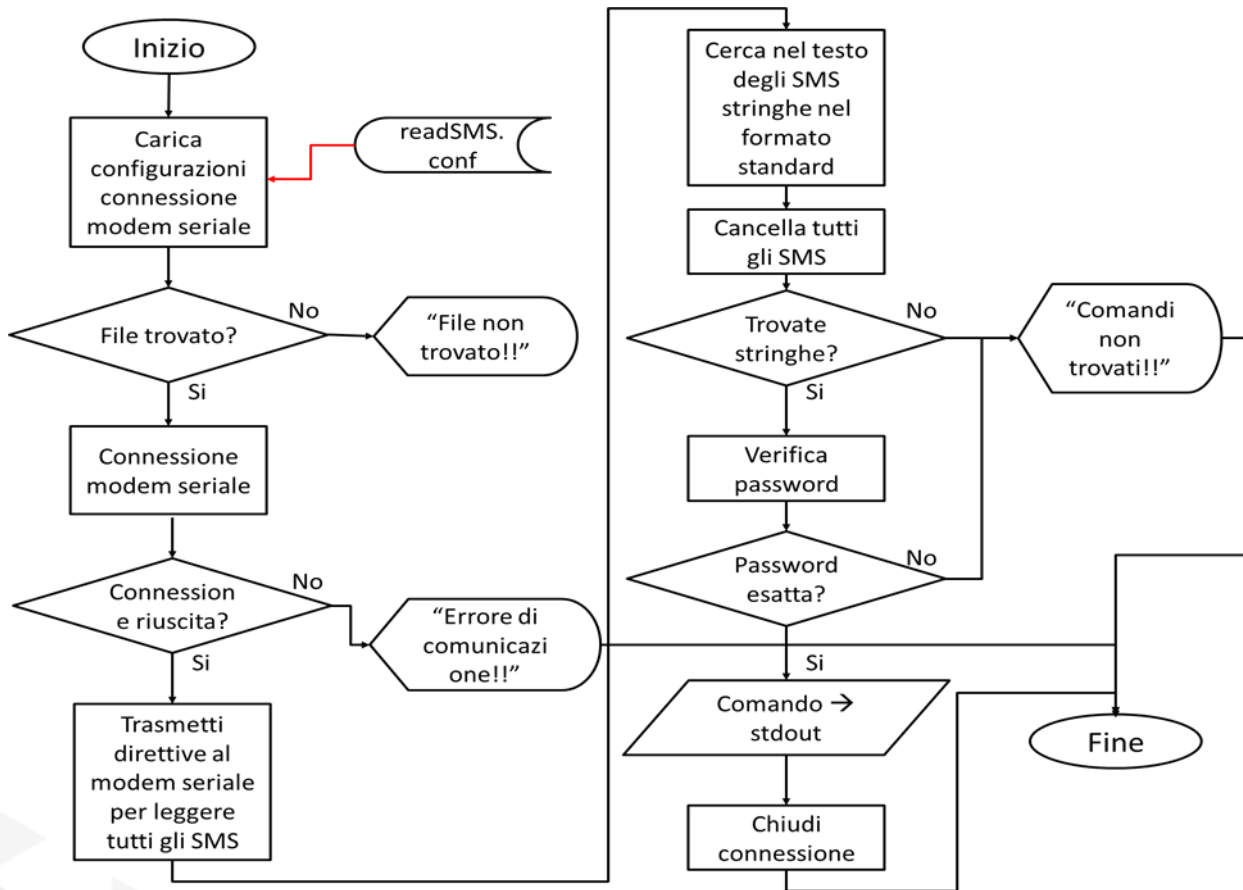 Inizio
Carica
configurazioni
connessione
modem seriale
readSMS.
conf
File trovato?
No
“File non
trovato!!”
Si
Connessione
modem seriale
Connession
e riuscita?
No
“Errore di
comunicazi
one!!”
Si
Trasmetti
direttive al
modem seriale
per leggere
tutti gli SMS
Cerca nel testo
degli SMS
stringhe nel
formato
standard
Cancella tutti
gli SMS
Trovate
stringhe?
No
“Comandi
non
trovati!!”
Si
Verifica
password
Password
esatta?
No
Si
Comando →
stdout
Chiudi
connessione
Fine